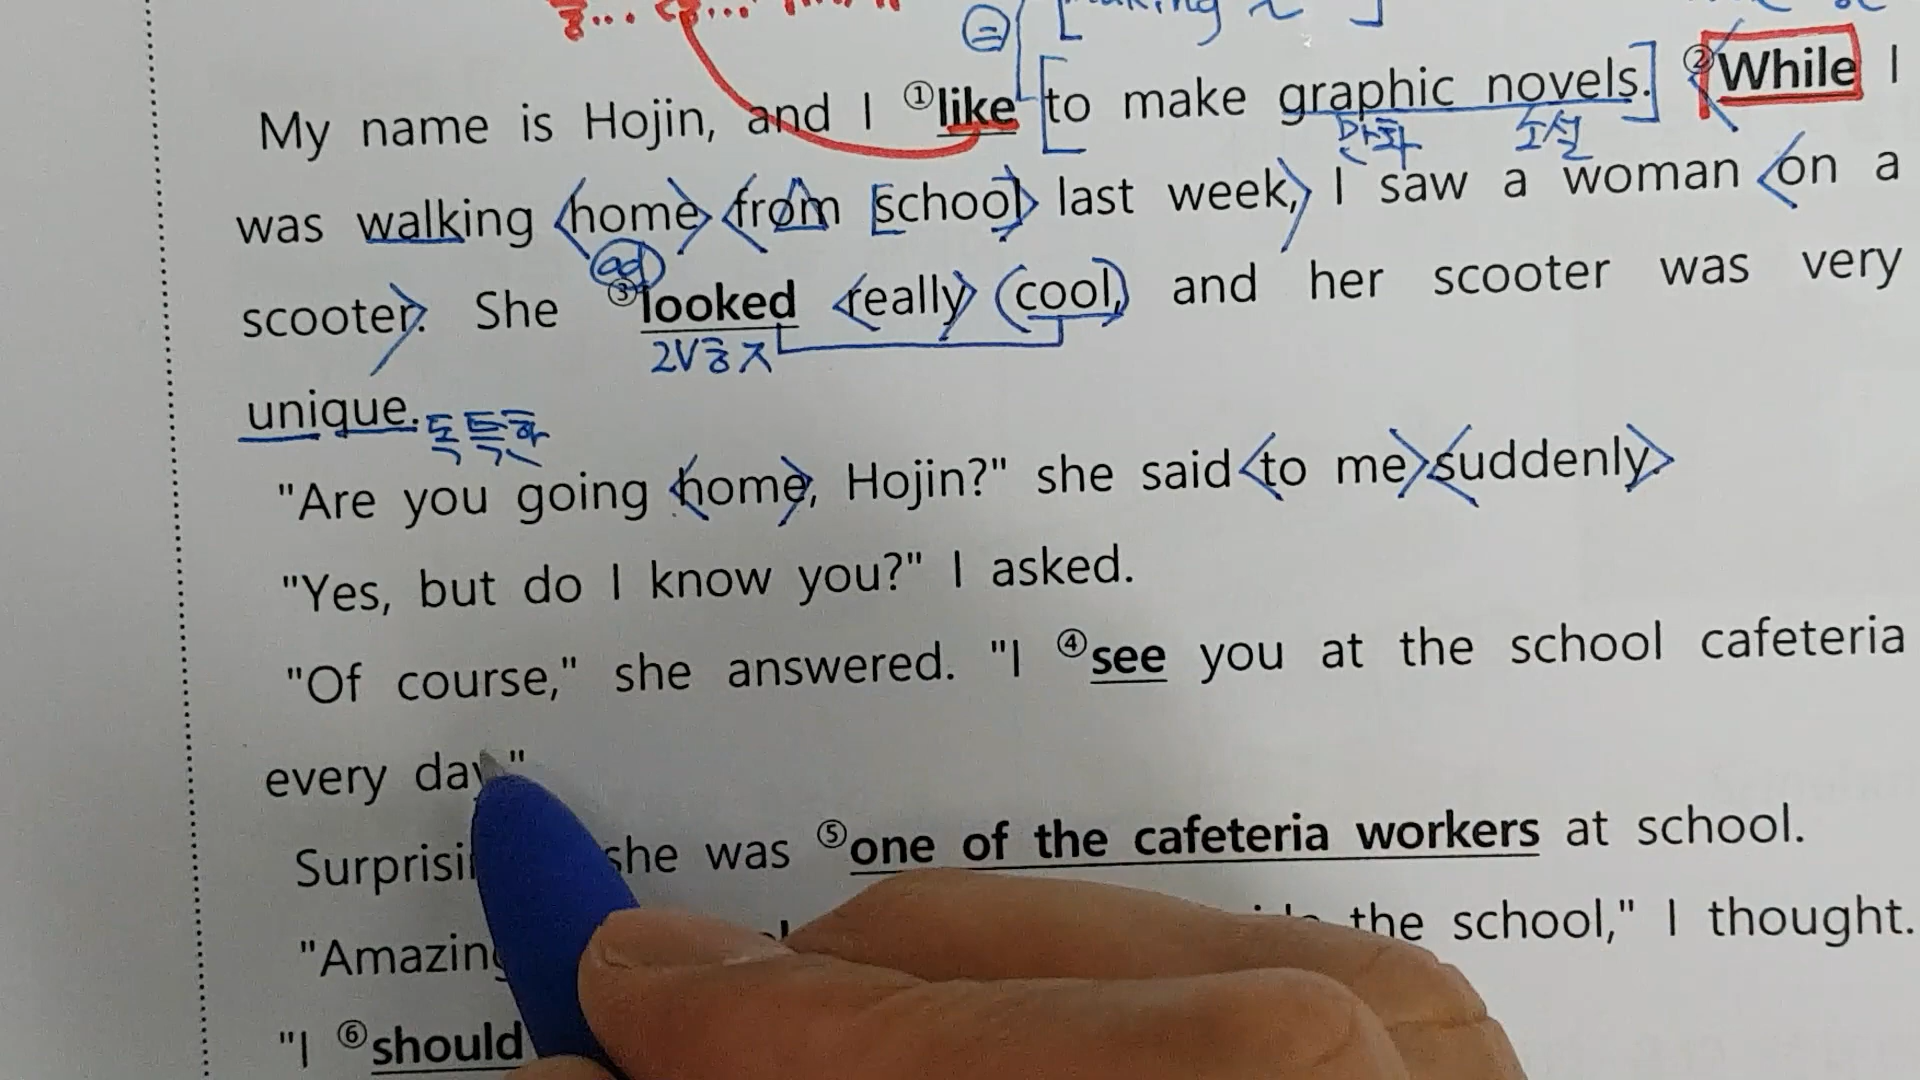 [making ~ ]
My name is Hojin, and I ①like [to make graphic novels.] ②While I
만화 소설
was walking <home> <from [school]> last week,> I saw a woman <on a
scooter.> She ③looked <really> (cool,) and her scooter was very
2V형
unique. 독특한
"Are you going <home>, Hojin?" she said <to me> <suddenly.>
"Yes, but do I know you?" I asked.
"Of course," she answered. "I ④see you at the school cafeteria
every day"
she was ⑤one of the cafeteria workers at school.
the school," I thought.
"I ⑥should